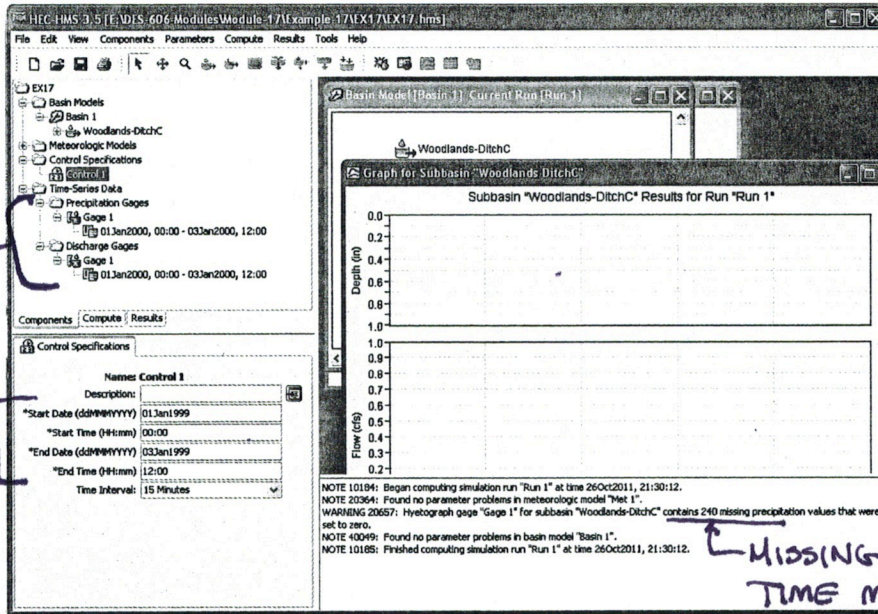 HEC-HMS 3.5 [E:\DES-606-Modules\Module-17\Example 17\EX17\EX17.hms]
File Edit View Components Parameters Compute Results Tools Help
EX17
Basin Models
Basin 1
Woodlands-DitchC
Meteorologic Models
Control Specifications
Control 1
Time-Series Data
Precipitation Gages
Gage 1
01Jan2000, 00:00 - 03Jan2000, 12:00
Discharge Gages
Gage 1
01Jan2000, 00:00 - 03Jan2000, 12:00
Components Compute Results
Control Specifications
Name: Control 1
Description:
*Start Date (ddMMMYYYY) 01Jan1999
*Start Time (HH:mm) 00:00
*End Date (ddMMMYYYY) 03Jan1999
*End Time (HH:mm) 12:00
Time Interval: 15 Minutes
Basin Model [Basin 1] Current Run [Run 1]
Woodlands-DitchC
Graph for Subbasin "Woodlands-DitchC"
Subbasin "Woodlands-DitchC" Results for Run "Run 1"
Depth (in)
0.0
0.2
0.4
0.6
0.8
1.0
Flow (cfs)
1.0
0.9
0.8
0.7
0.6
0.5
0.4
0.3
0.2
NOTE 10184: Began computing simulation run "Run 1" at time 26Oct2011, 21:30:12.
NOTE 20364: Found no parameter problems in meteorologic model "Met 1".
WARNING 20657: Hyetograph gage "Gage 1" for subbasin "Woodlands-DitchC" contains 240 missing precipitation values that were
set to zero.
NOTE 40049: Found no parameter problems in basin model "Basin 1".
NOTE 10185: Finished computing simulation run "Run 1" at time 26Oct2011, 21:30:12.
MISSING
TIME M